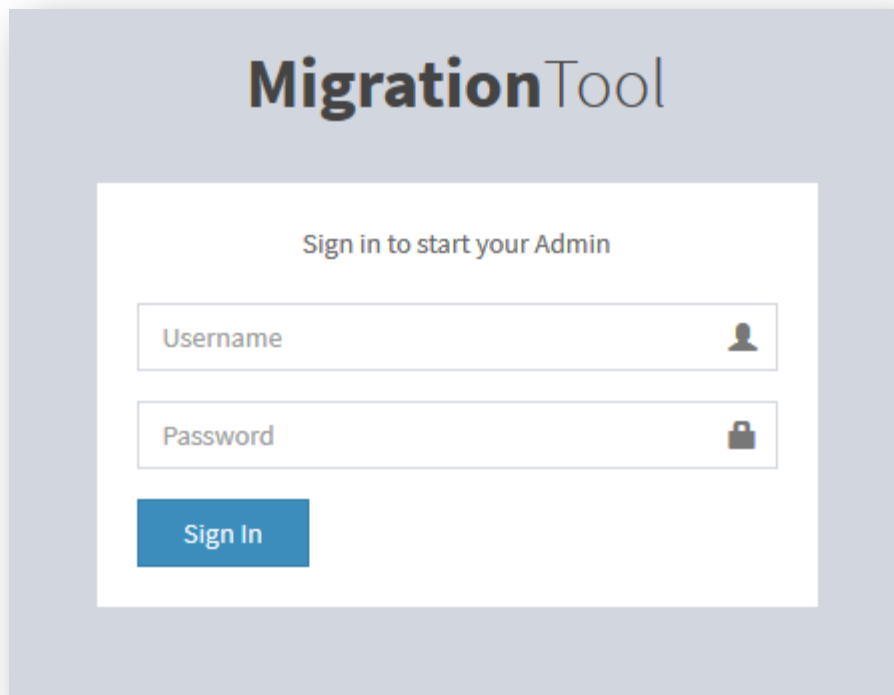 MigrationTool
Sign in to start your Admin
Username
Password
Sign In